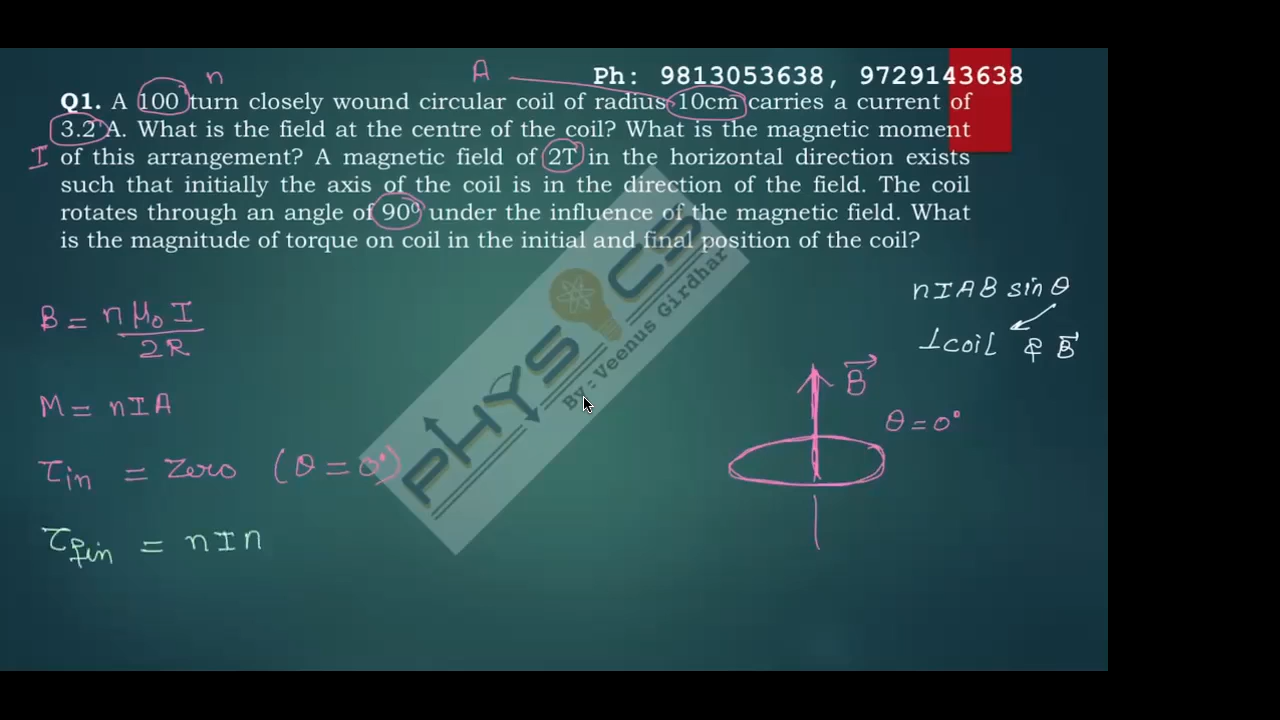 n
A
Ph: 9813053638, 9729143638
Q1. A 100 turn closely wound circular coil of radius 10cm carries a current of
3.2 A. What is the field at the centre of the coil? What is the magnetic moment
I
of this arrangement? A magnetic field of 2T in the horizontal direction exists
such that initially the axis of the coil is in the direction of the field. The coil
rotates through an angle of 90⁰ under the influence of the magnetic field. What
is the magnitude of torque on coil in the initial and final position of the coil?
B = nμ₀I / 2R
M = nIA
τin = Zero (θ = 0°)
τfin = nIn
nIAB sinθ
⊥coil & B⃗
B⃗
θ = 0°
PHYSICS
By: Veenus Girdhar